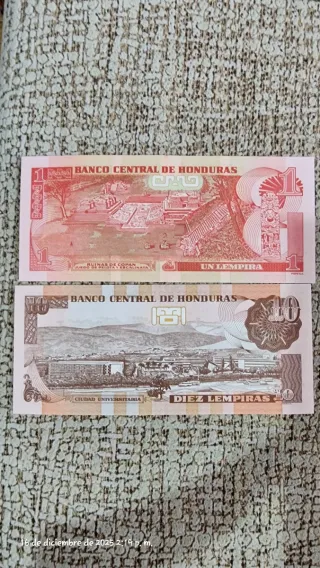 BANCO CENTRAL DE HONDURAS
1
1
RUINAS DE COPAN
UN LEMPIRA
1
BANCO CENTRAL DE HONDURAS
10
10
CIUDAD UNIVERSITARIA
DIEZ LEMPIRAS
16 de diciembre de 2025 2:19 p. m.